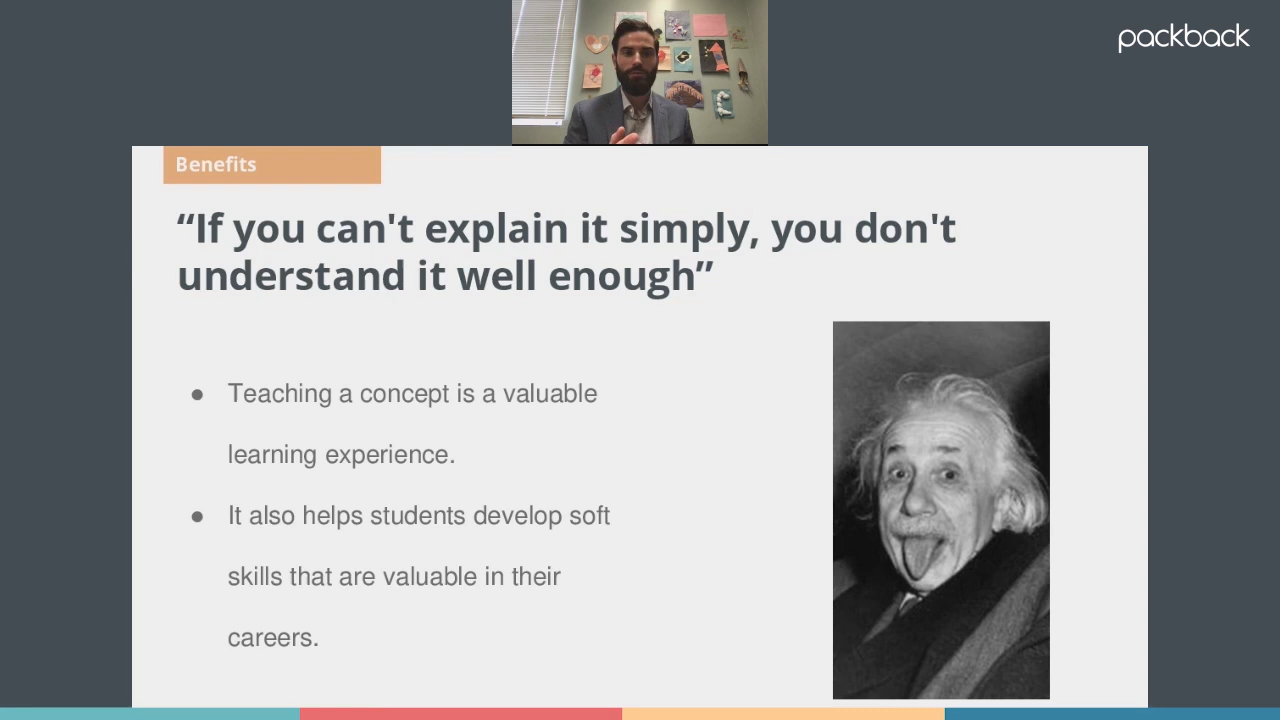 packback
Benefits
“If you can't explain it simply, you don't
understand it well enough”
● Teaching a concept is a valuable
learning experience.
● It also helps students develop soft
skills that are valuable in their
careers.